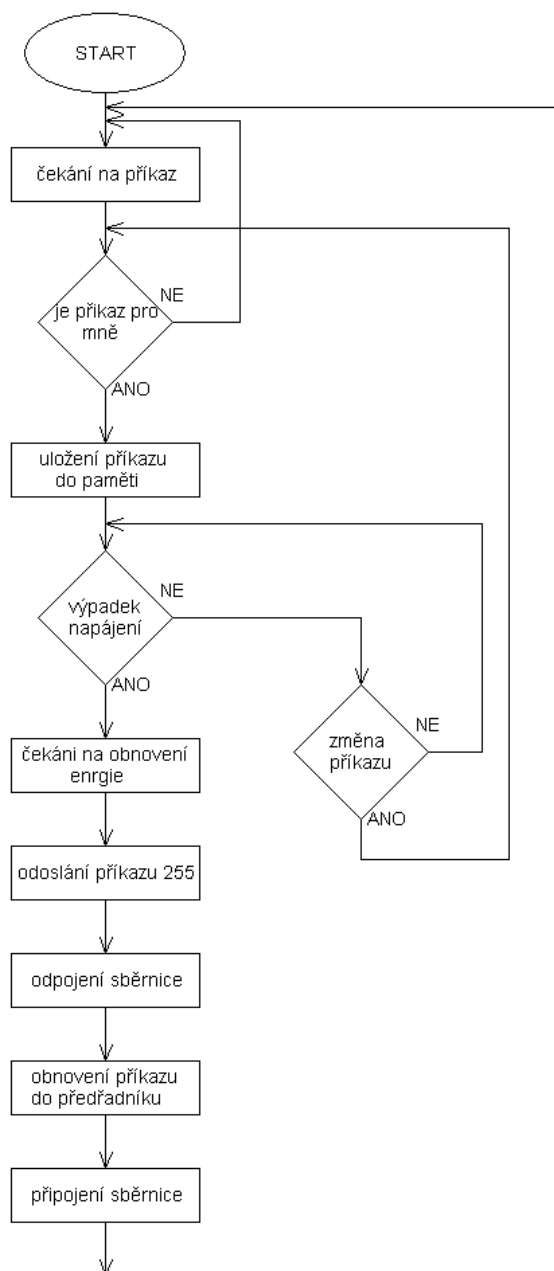 START
čekání na příkaz
je přikaz pro
mně
NE
ANO
uložení příkazu
do paměti
výpadek
napájení
NE
ANO
změna
příkazu
NE
ANO
čekáni na obnovení
enrgie
odoslání příkazu 255
odpojení sběrnice
obnovení příkazu
do předřadníku
připojení sběrnice